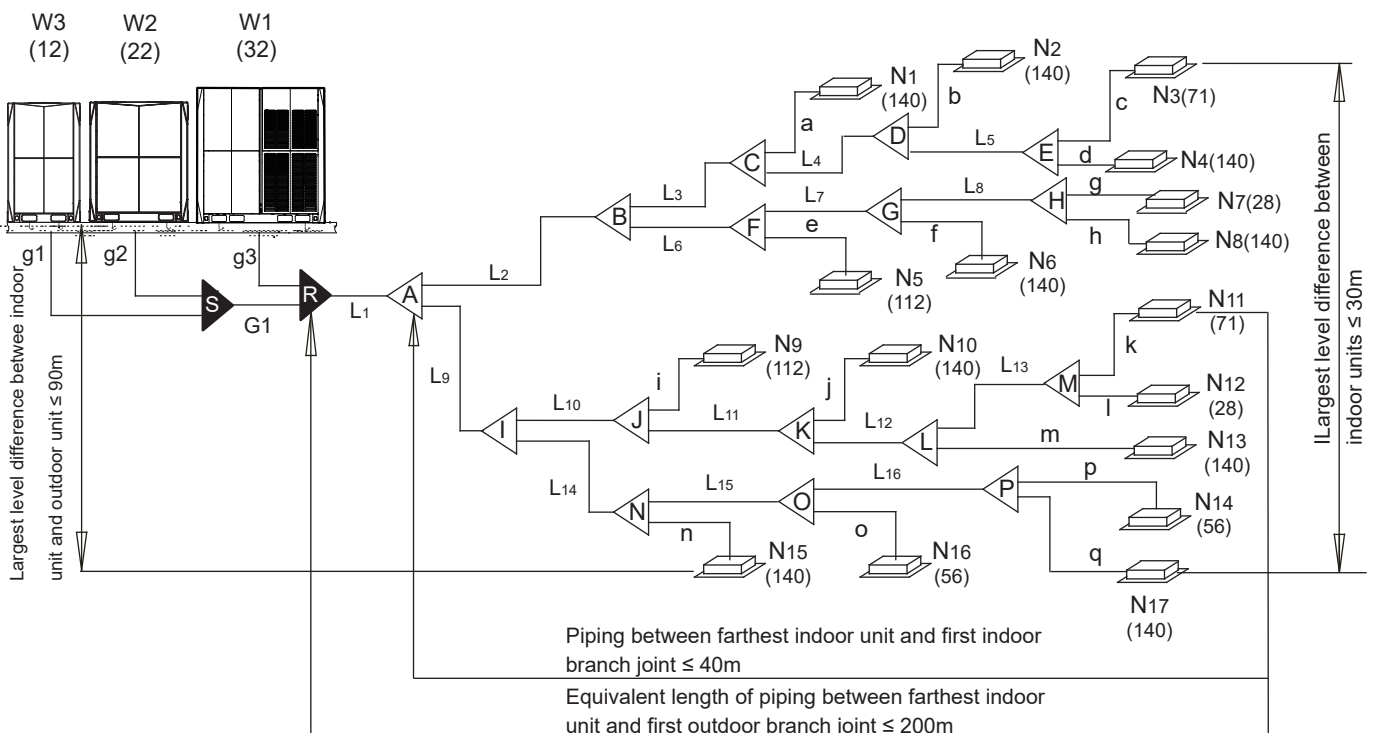 W3
(12)
W2
(22)
W1
(32)
g1
g2
g3
S
G1
R
L1
A
L2
B
L3
C
a
N1
(140)
L4
D
b
N2
(140)
L5
E
c
N3(71)
d
N4(140)
L6
F
L7
e
N5
(112)
G
f
N6
(140)
L8
H
g
N7(28)
h
N8(140)
L9
I
L10
J
i
N9
(112)
L11
K
j
N10
(140)
L12
L
L13
M
k
N11
(71)
l
N12
(28)
m
N13
(140)
L14
N
L15
n
N15
(140)
O
L16
o
N16
(56)
P
p
N14
(56)
q
N17
(140)
Largest level difference betwee indoor
unit and outdoor unit ≤ 90m
ILargest level difference between
indoor units ≤ 30m
Piping between farthest indoor unit and first indoor
branch joint ≤ 40m
Equivalent length of piping between farthest indoor
unit and first outdoor branch joint ≤ 200m